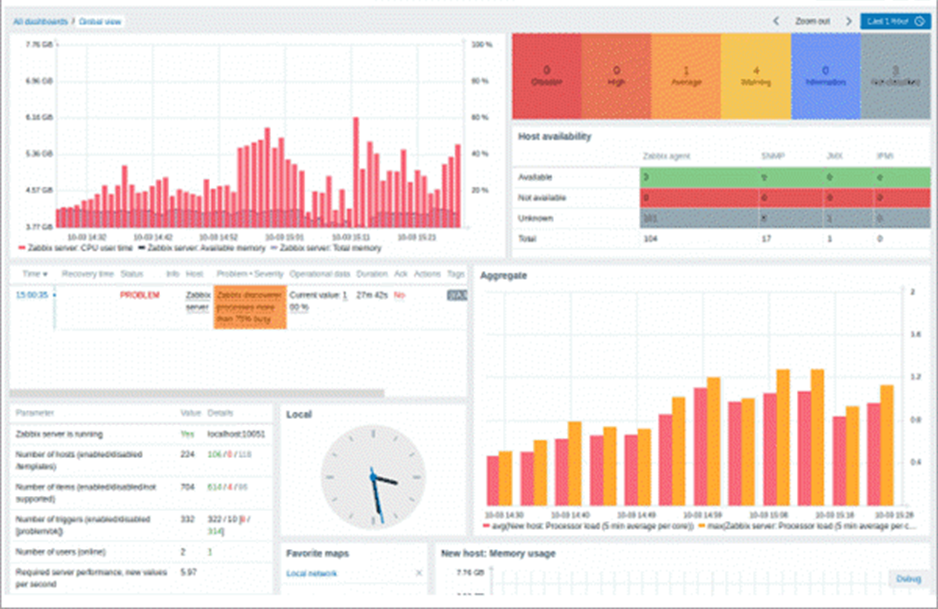 All dashboards / Global view
Zoom out
Last 1 hour
7.75 GB
6.96 GB
6.16 GB
5.36 GB
4.57 GB
3.77 GB
100 %
80 %
60 %
40 %
20 %
10-03 14:32 10-03 14:42 10-03 14:52 10-03 15:01 10-03 15:11 10-03 15:21
Zabbix server: CPU user time Zabbix server: Available memory Zabbix server: Total memory
0 0 1 4 0
Disaster High Average Warning Information Not classified
Host availability
Zabbix agent SNMP JMX IPMI
Available 3 9 0 0
Not available 0 0 0 0
Unknown 101 8 1 0
Total 104 17 1 0
Time Recovery time Status Info Host Problem • Severity Operational data Duration Ack Actions Tags
15:00:35 PROBLEM Zabbix server Zabbix discoverer processes more than 75% busy Current value: 1 00 % 27m 42s No
Aggregate
2
1.6
1.2
0.8
0.4
10-03 14:30 10-03 14:40 10-03 14:49 10-03 14:59 10-03 15:08 10-03 15:18 10-03 15:28
avg(New host: Processor load (5 min average per core)) max(Zabbix server: Processor load (5 min average per c...
Parameter Value Details
Zabbix server is running Yes localhost:10051
Number of hosts (enabled/disabled
/templates) 224 106 / 0 / 118
Number of items (enabled/disabled/not
supported) 704 614 / 4 /
Number of triggers (enabled/disabled
[problem/ok]) 332 322 / 10 [8 /
314]
Number of users (online) 2 1
Required server performance, new values
per second 5.97
Local
Favorite maps
Local network
New host: Memory usage
7.76 GB
Debug